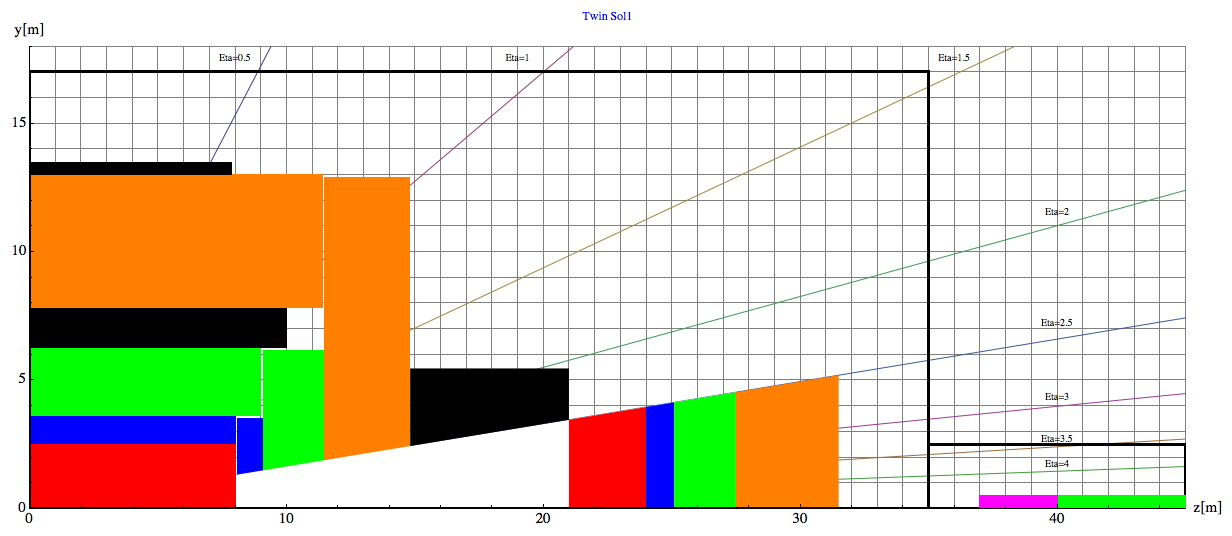 Twin Sol1
y[m]
Eta=0.5
Eta=1
Eta=1.5
15
Eta=2
10
Eta=2.5
5
Eta=3
Eta=3.5
Eta=4
0
0
10
20
30
40
z[m]